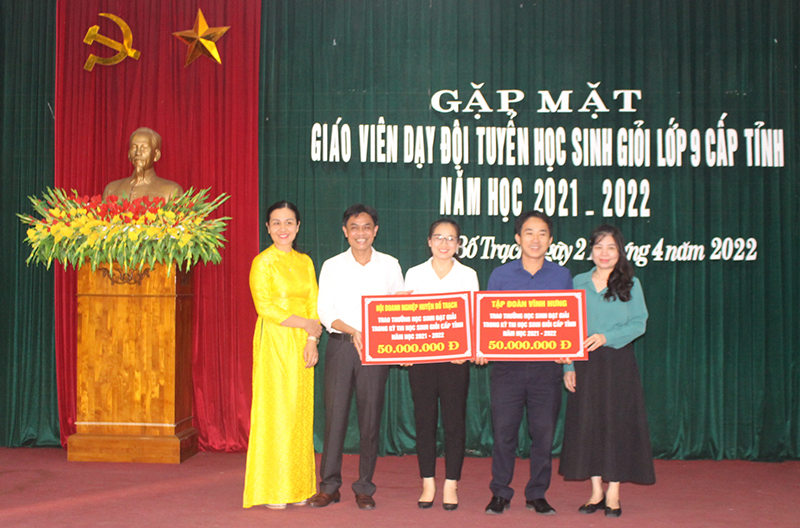 GẶP MẶT
GIÁO VIÊN DẠY ĐỘI TUYỂN HỌC SINH GIỎI LỚP 9 CẤP TỈNH
NĂM HỌC 2021 - 2022
Bố Trạch, ngày 2 tháng 4 năm 2022
HỘI DOANH NGHIỆP HUYỆN BỐ TRẠCH
TRAO THƯỞNG HỌC SINH ĐẠT GIẢI
TRONG KỲ THI HỌC SINH GIỎI CẤP TỈNH
NĂM HỌC 2021 - 2022
50.000.000 Đ
TẬP ĐOÀN VĨNH HƯNG
TRAO THƯỞNG HỌC SINH ĐẠT GIẢI
TRONG KỲ THI HỌC SINH GIỎI CẤP TỈNH
NĂM HỌC 2021 - 2022
50.000.000 Đ